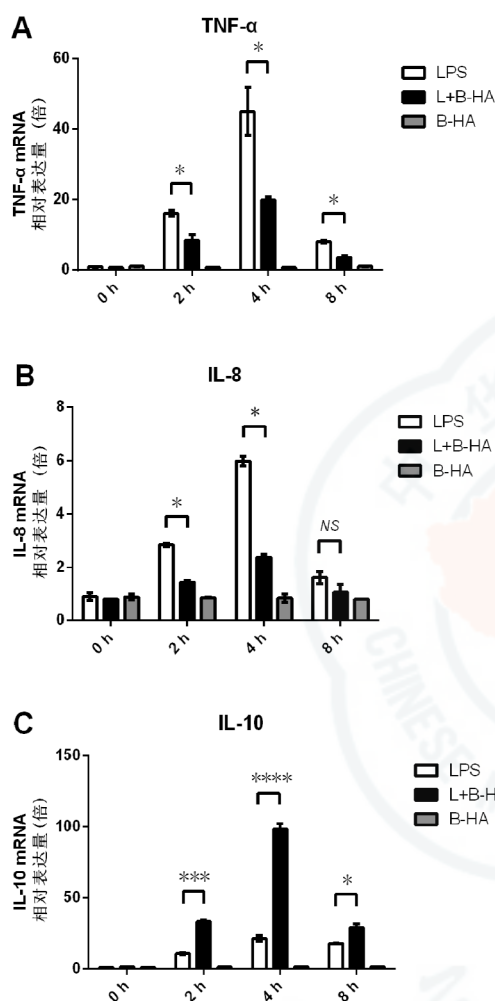 A
TNF-α
TNF-α mRNA
相对表达量 (倍)
60
40
20
0
*
*
*
0 h
2 h
4 h
8 h
LPS
L+B-HA
B-HA
B
IL-8
IL-8 mRNA
相对表达量 (倍)
8
6
4
2
0
*
*
NS
0 h
2 h
4 h
8 h
LPS
L+B-HA
B-HA
C
IL-10
IL-10 mRNA
相对表达量 (倍)
150
100
50
0
***
****
*
0 h
2 h
4 h
8 h
LPS
L+B-H
B-HA
CHINESE